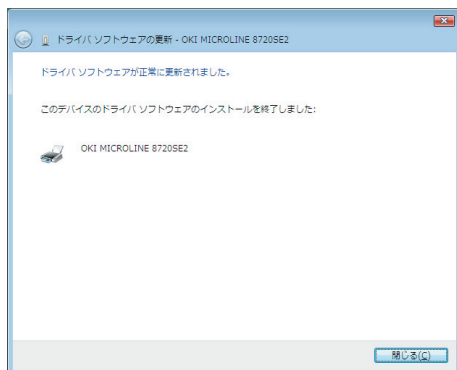 ドライバ ソフトウェアの更新 - OKI MICROLINE 8720SE2
ドライバ ソフトウェアが正常に更新されました。
このデバイスのドライバ ソフトウェアのインストールを終了しました:
OKI MICROLINE 8720SE2
閉じる(C)